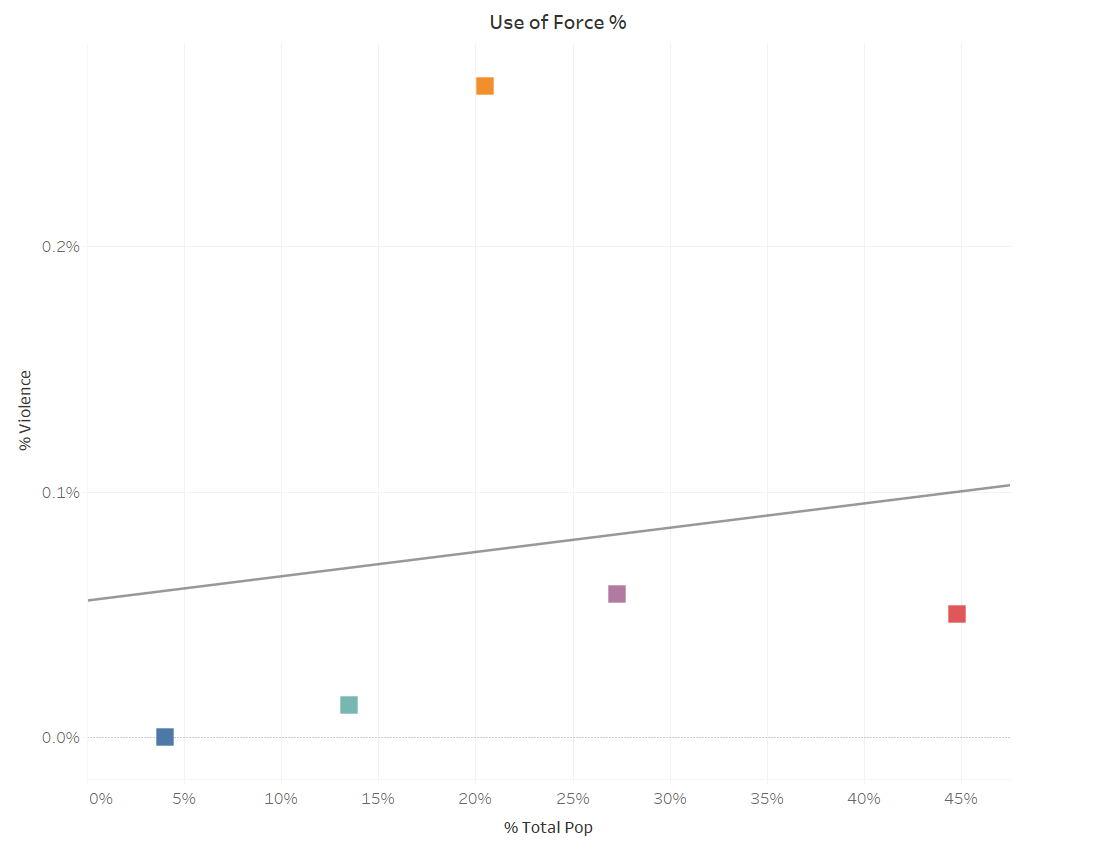 Use of Force %
% Violence
0.2%
0.1%
0.0%
0% 5% 10% 15% 20% 25% 30% 35% 40% 45%
% Total Pop